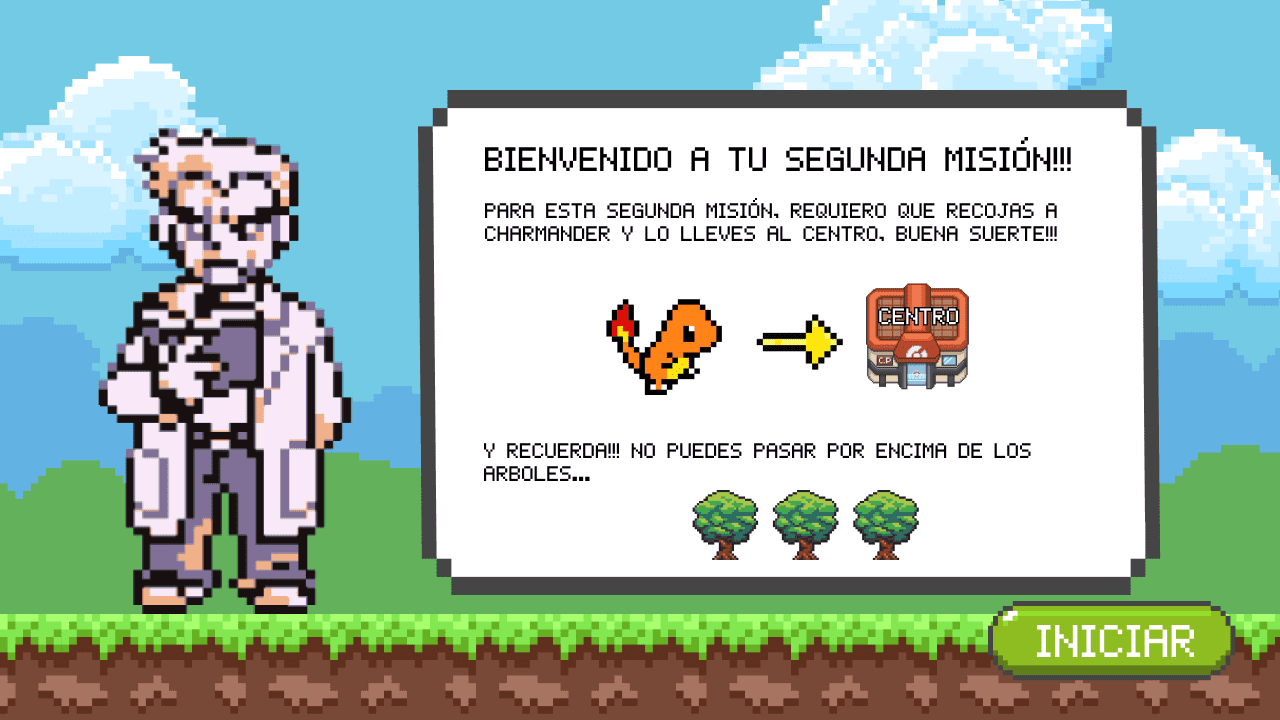 BIENVENIDO A TU SEGUNDA MISIÓN!!!
PARA ESTA SEGUNDA MISIÓN, REQUIERO QUE RECOJAS A
CHARMANDER Y LO LLEVES AL CENTRO, BUENA SUERTE!!!
CENTRO
C.P
Y RECUERDA!!! NO PUEDES PASAR POR ENCIMA DE LOS
ARBOLES...
INICIAR